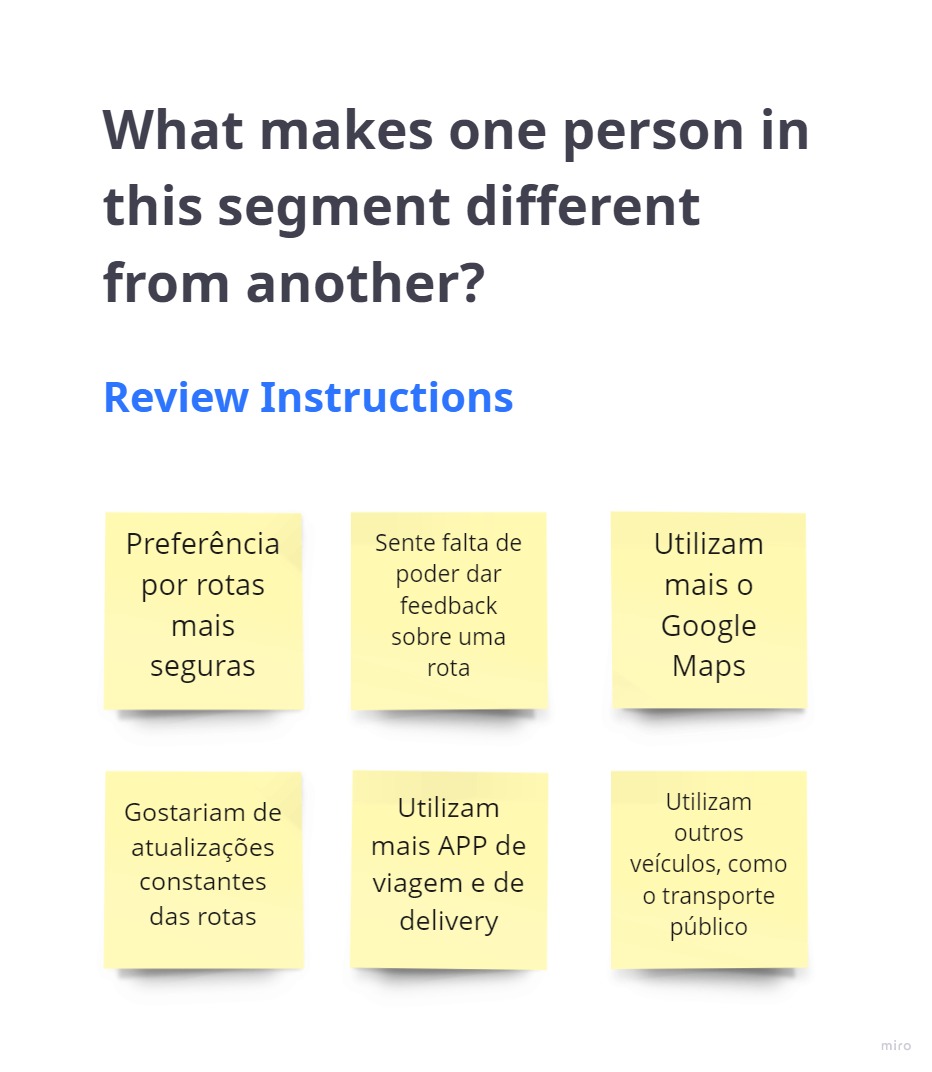 What makes one person in
this segment different
from another?
Review Instructions
Preferência
por rotas
mais
seguras
Sente falta de
poder dar
feedback
sobre uma
rota
Utilizam
mais o
Google
Maps
Gostariam de
atualizações
constantes
das rotas
Utilizam
mais APP de
viagem e de
delivery
Utilizam
outros
veículos, como
o transporte
público
miro